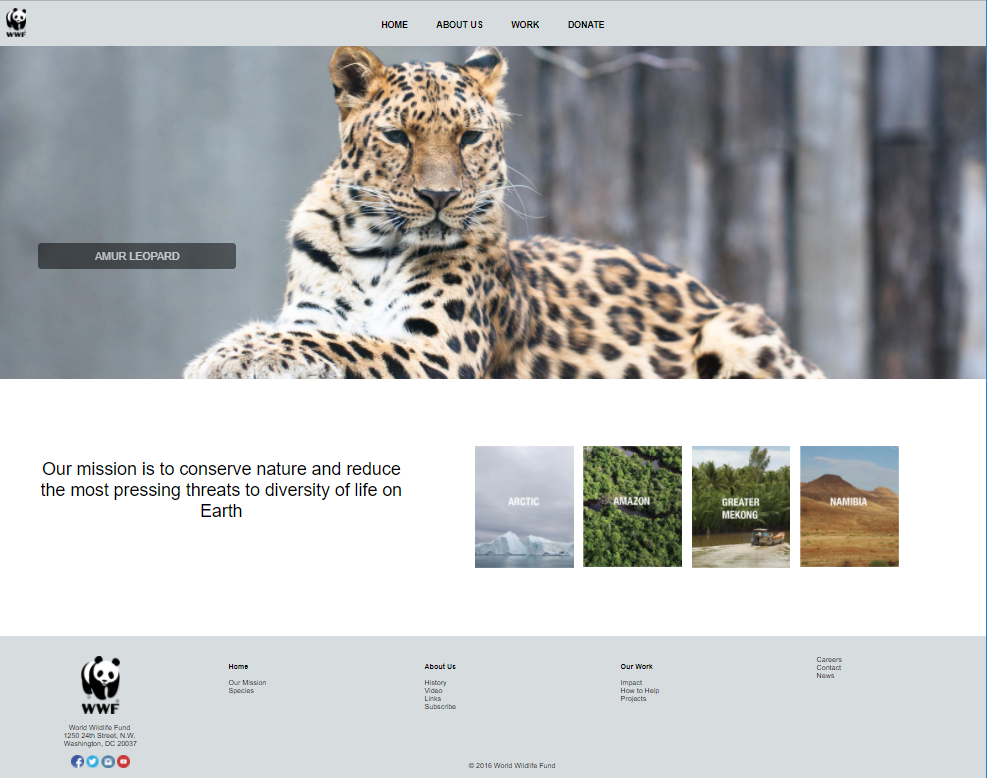 WWF
HOME ABOUT US WORK DONATE
AMUR LEOPARD
Our mission is to conserve nature and reduce
the most pressing threats to diversity of life on
Earth
ARCTIC
AMAZON
GREATER
MEKONG
NAMIBIA
WWF
World Wildlife Fund
1250 24th Street, N.W.
Washington, DC 20037
Home
Our Mission
Species
About Us
History
Video
Links
Subscribe
Our Work
Impact
How to Help
Projects
Careers
Contact
News
© 2016 World Wildlife Fund